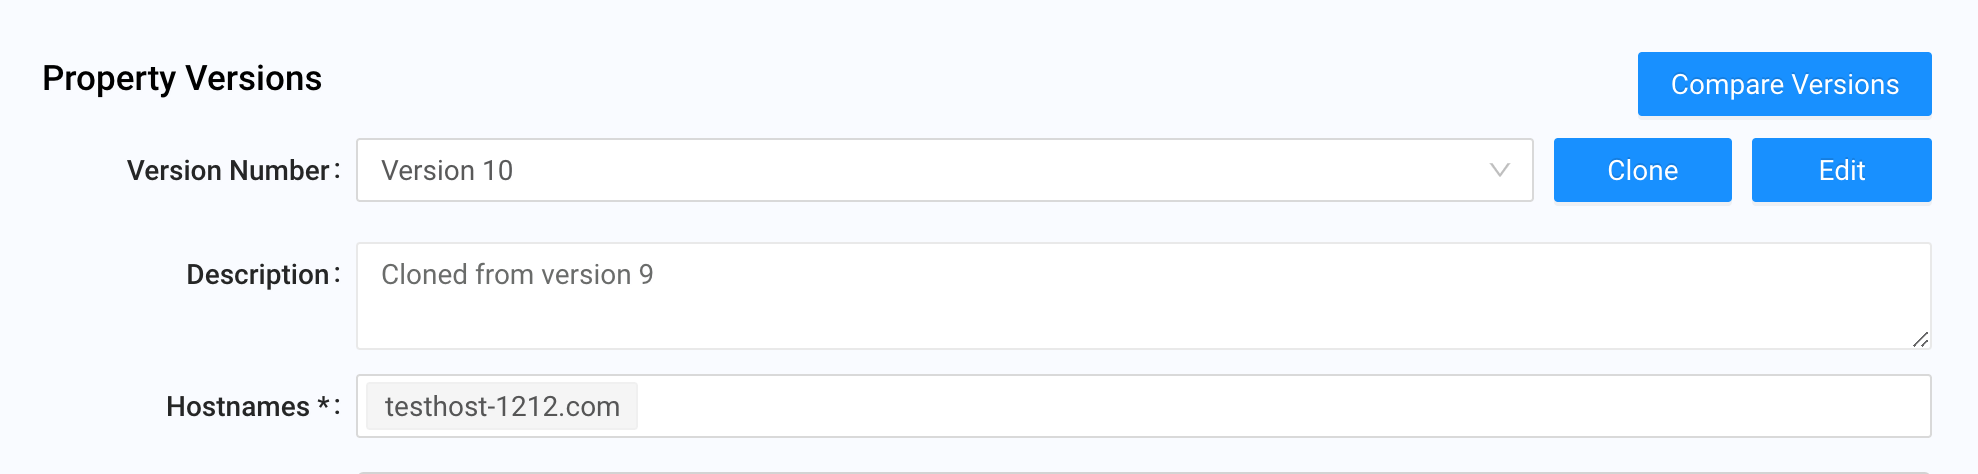 Property Versions
Compare Versions
Version Number: Version 10 Clone Edit
Description: Cloned from version 9
Hostnames *: testhost-1212.com